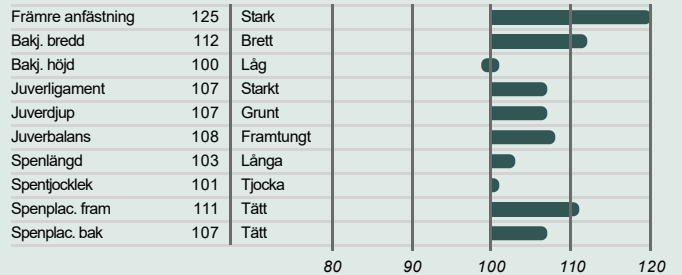 Främre anfästning 125 Stark
Bakj. bredd 112 Brett
Bakj. höjd 100 Låg
Juverligament 107 Starkt
Juverdjup 107 Grunt
Juverbalans 108 Framtungt
Spenlängd 103 Långa
Spentjocklek 101 Tjocka
Spenplac. fram 111 Tätt
Spenplac. bak 107 Tätt
80 90 100 110 120